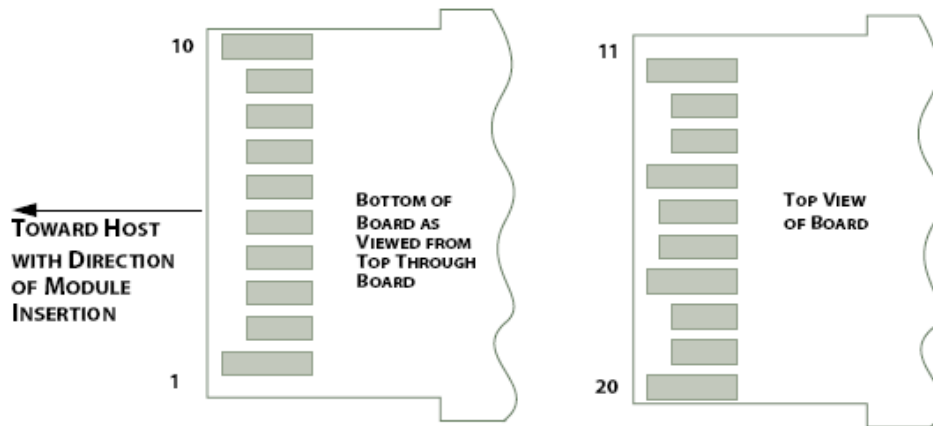 10
BOTTOM OF
BOARD AS
VIEWED FROM
TOP THROUGH
BOARD
TOWARD HOST
WITH DIRECTION
OF MODULE
INSERTION
1
11
TOP VIEW
OF BOARD
20